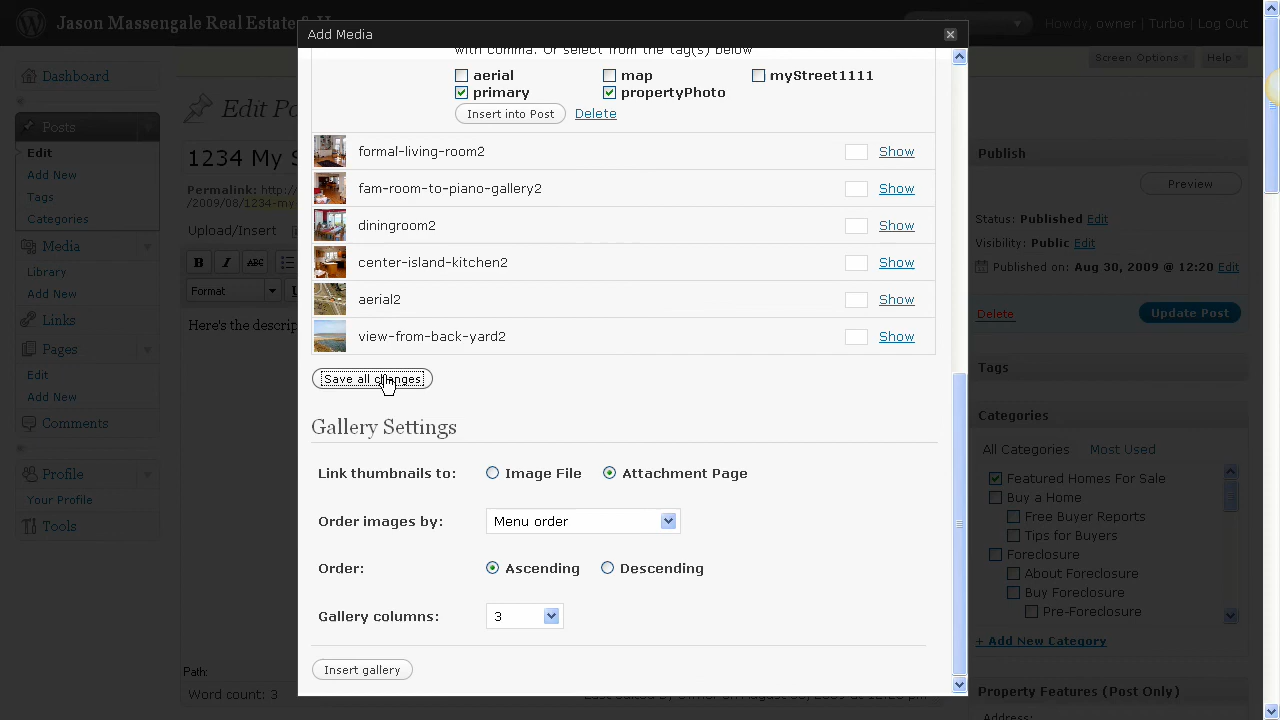 Jason Massengale Real Estate &
Howdy, owner | Turbo | Log Out
Add Media
Screen Options
Help
Dashboard
Edit Po
Posts
Edit
Add New
Tags
Categories
Media
Library
Add New
Links
Pages
Edit
Add New
Comments
Profile
Your Profile
Tools
1234 My S
Permalink: http:/
/2009/08/1234-my
Upload/Insert
B I ABC
Format
Here's the descrip
Path:
Word count: 3
with comma. Or select from the tag(s) below
aerial
map
myStreet1111
primary
propertyPhoto
Insert into Post
Delete
formal-living-room2
Show
fam-room-to-piano-gallery2
Show
diningroom2
Show
center-island-kitchen2
Show
aerial2
Show
view-from-back-yard2
Show
Save all changes
Gallery Settings
Link thumbnails to:
Image File
Attachment Page
Order images by:
Menu order
Order:
Ascending
Descending
Gallery columns:
3
Insert gallery
Publish
Preview
Status: Published Edit
Visibility: Public Edit
Published on: Aug 30, 2009 @ 12:20 Edit
Delete
Update Post
Tags
Categories
All Categories
Most Used
Featured Homes For Sale
Buy a Home
Free Buyer Reports
Tips for Buyers
Foreclosure
About Foreclosure
Buy Foreclosure
Pre-Foreclosure
+ Add New Category
Property Features (Post Only)
Address: